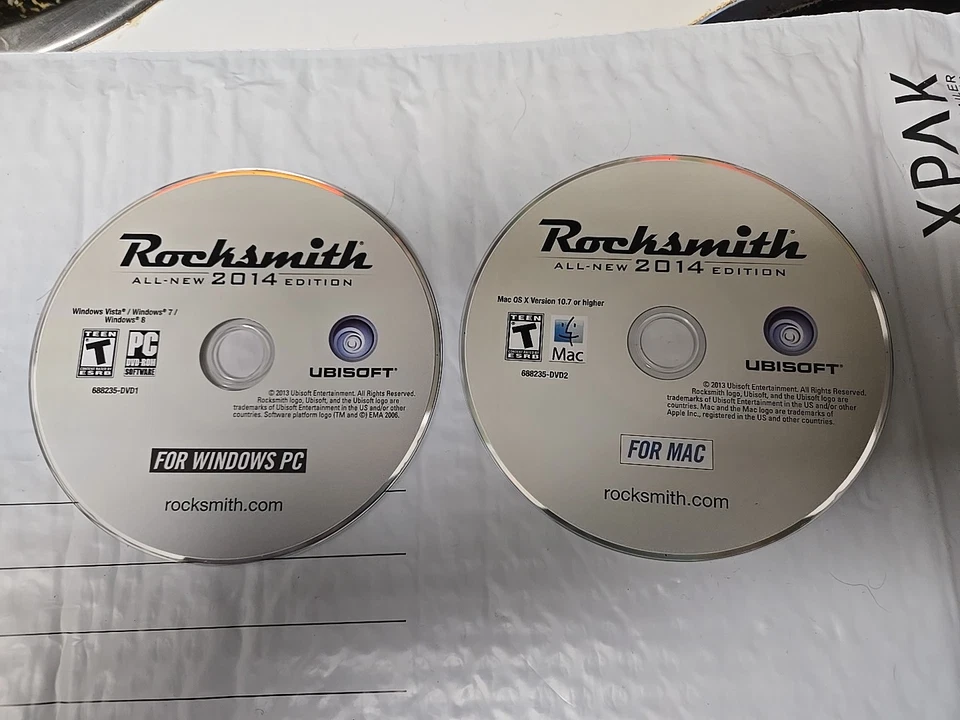 Rocksmith®
ALL-NEW 2014 EDITION
Windows Vista® / Windows® 7 /
Windows® 8
TEEN
T
CONTENT RATED BY
ESRB
PC
DVD-ROM
SOFTWARE
688235-DVD1
UBISOFT®
© 2013 Ubisoft Entertainment. All Rights Reserved.
Rocksmith logo, Ubisoft, and the Ubisoft logo are
trademarks of Ubisoft Entertainment in the US and/or other
countries. Software platform logo (TM and ©) EMA 2006.
FOR WINDOWS PC
rocksmith.com
Rocksmith®
ALL-NEW 2014 EDITION
Mac OS X Version 10.7 or higher
TEEN
T
CONTENT RATED BY
ESRB
Mac
688235-DVD2
UBISOFT®
© 2013 Ubisoft Entertainment. All Rights Reserved.
Rocksmith logo, Ubisoft, and the Ubisoft logo are
trademarks of Ubisoft Entertainment in the US and/or other
countries. Mac and the Mac logo are trademarks of
Apple Inc., registered in the US and other countries.
FOR MAC
rocksmith.com
XPAK